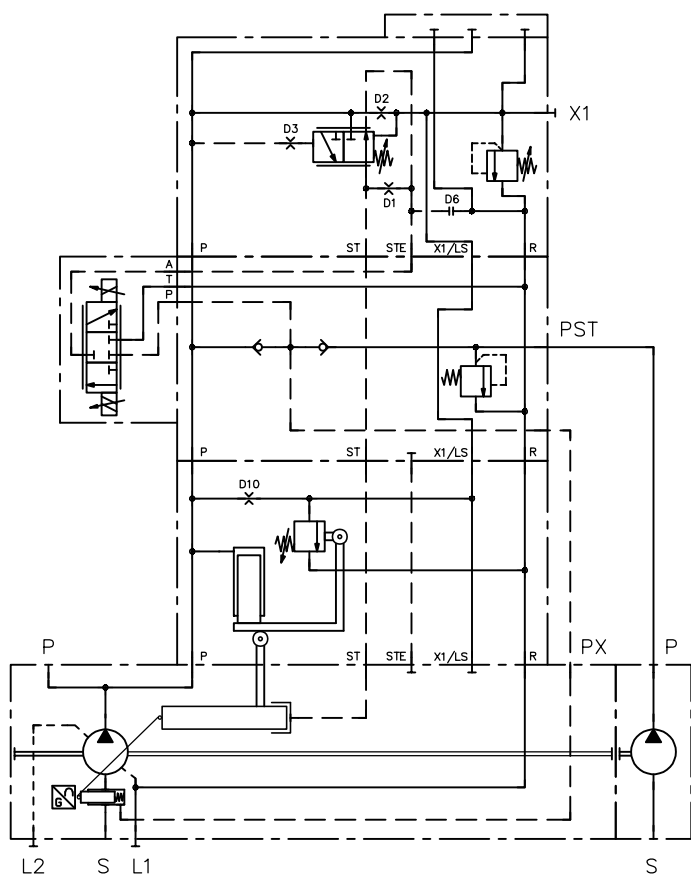 D2
X1
D3
D1
D6
P ST STE X1/LS R
A
T
P
PST
P ST X1/LS R
D10
P P ST STE X1/LS R PX P
G
L2 S L1 S